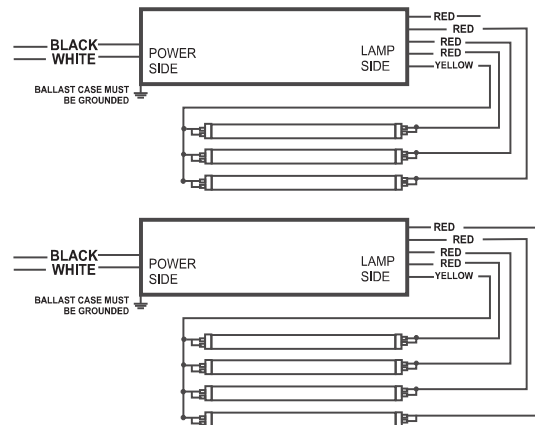 RED
RED
BLACK
RED
RED
WHITE
POWER
SIDE
LAMP
SIDE
YELLOW
BALLAST CASE MUST
BE GROUNDED
RED
RED
BLACK
RED
RED
WHITE
POWER
SIDE
LAMP
SIDE
YELLOW
BALLAST CASE MUST
BE GROUNDED